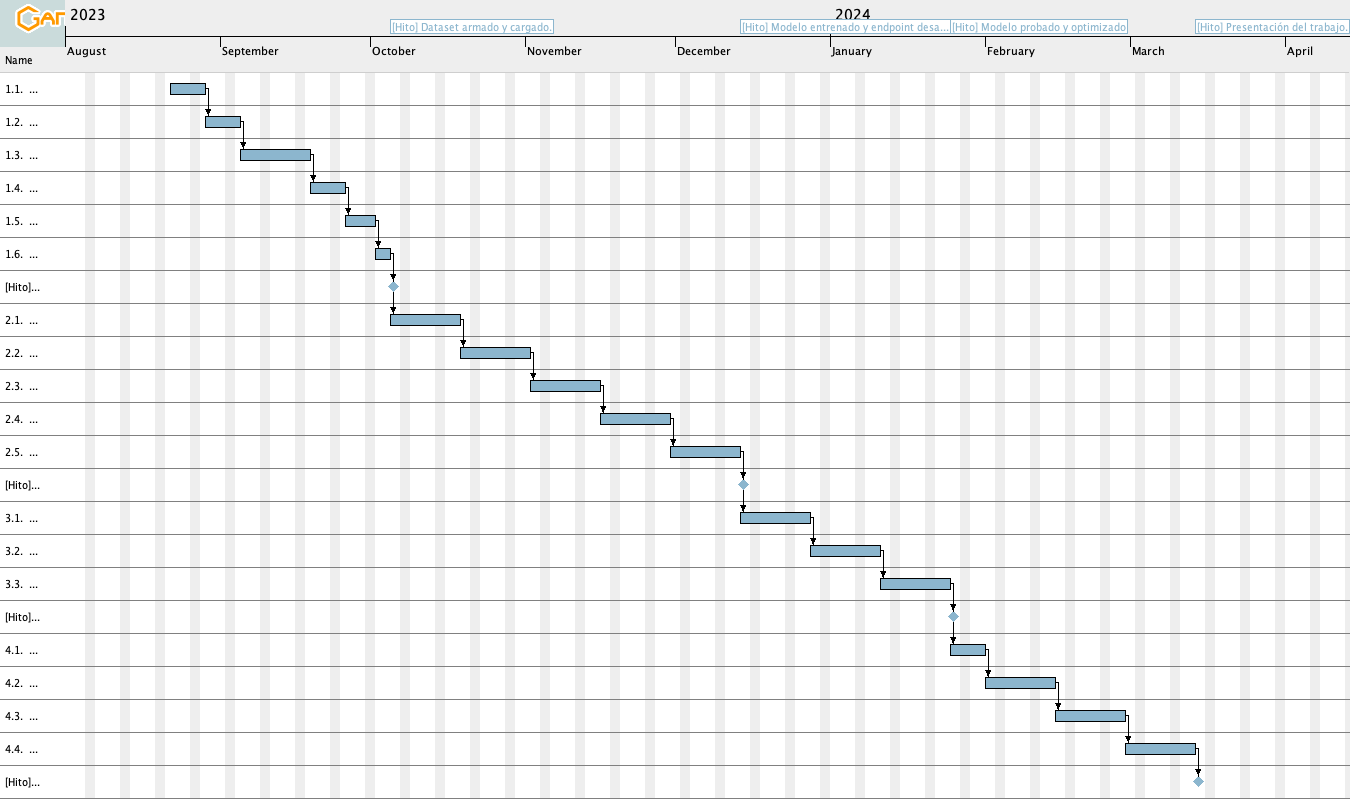 Gan
2023
2024
[Hito] Dataset armado y cargado.
[Hito] Modelo entrenado y endpoint desa...
[Hito] Modelo probado y optimizado
[Hito] Presentación del trabajo.
August
September
October
November
December
January
February
March
April
Name
1.1. ...
1.2. ...
1.3. ...
1.4. ...
1.5. ...
1.6. ...
[Hito]...
2.1. ...
2.2. ...
2.3. ...
2.4. ...
2.5. ...
[Hito]...
3.1. ...
3.2. ...
3.3. ...
[Hito]...
4.1. ...
4.2. ...
4.3. ...
4.4. ...
[Hito]...